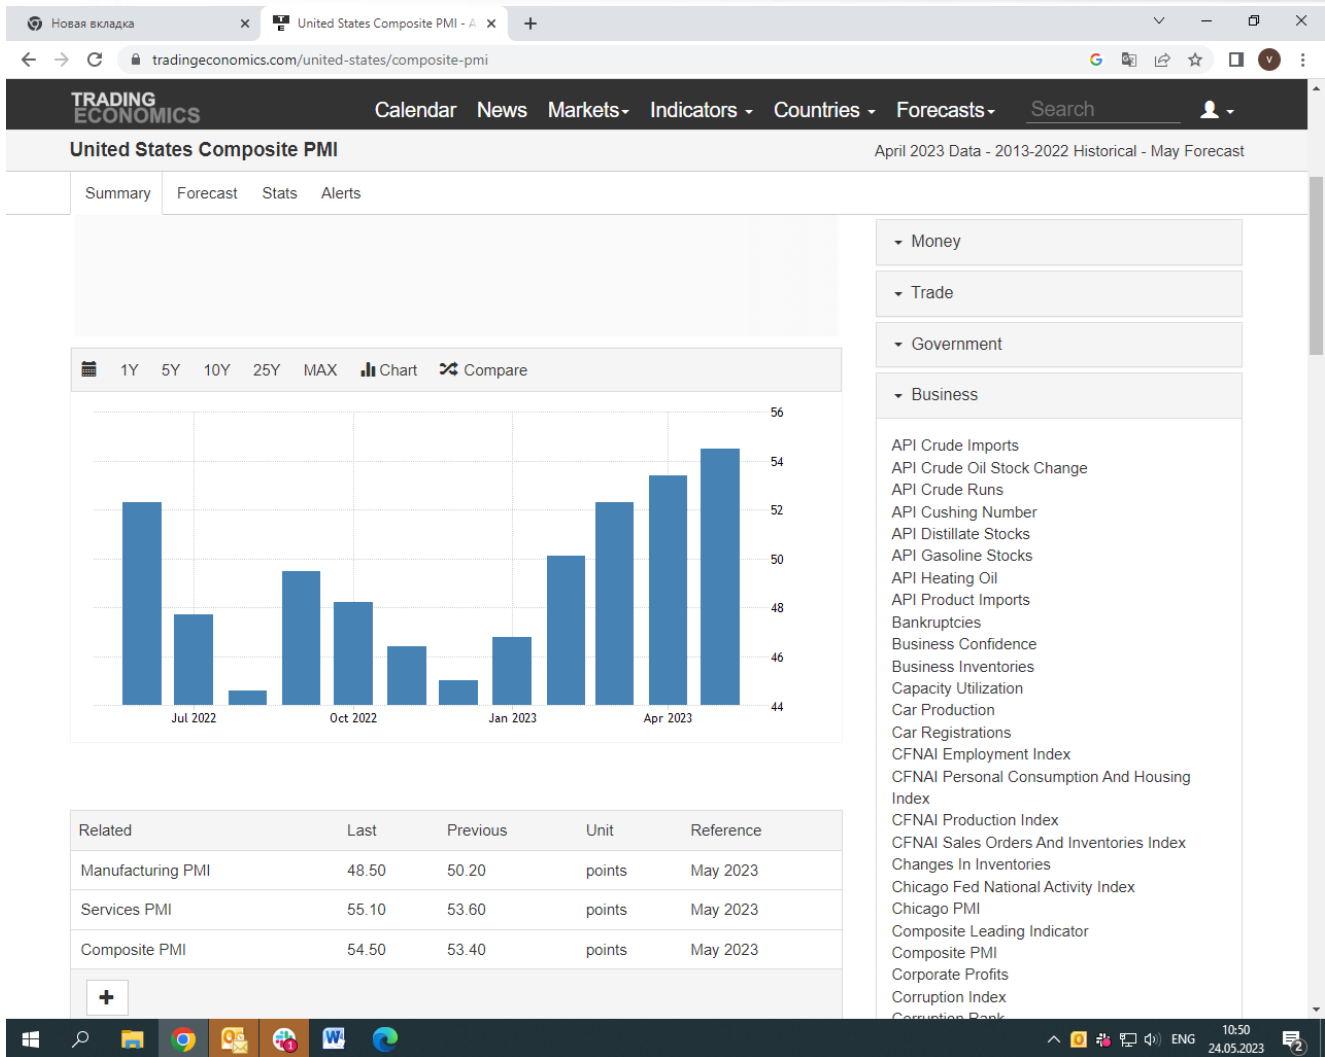 Новая вкладка
United States Composite PMI - A
tradingeconomics.com/united-states/composite-pmi
V
TRADING
ECONOMICS
Calendar News Markets Indicators Countries Forecasts Search
United States Composite PMI
April 2023 Data - 2013-2022 Historical - May Forecast
Summary Forecast Stats Alerts
1Y 5Y 10Y 25Y MAX Chart Compare
56
54
52
50
48
46
44
Jul 2022 Oct 2022 Jan 2023 Apr 2023
Related Last Previous Unit Reference
Manufacturing PMI 48.50 50.20 points May 2023
Services PMI 55.10 53.60 points May 2023
Composite PMI 54.50 53.40 points May 2023
Money
Trade
Government
Business
API Crude Imports
API Crude Oil Stock Change
API Crude Runs
API Cushing Number
API Distillate Stocks
API Gasoline Stocks
API Heating Oil
API Product Imports
Bankruptcies
Business Confidence
Business Inventories
Capacity Utilization
Car Production
Car Registrations
CFNAI Employment Index
CFNAI Personal Consumption And Housing
Index
CFNAI Production Index
CFNAI Sales Orders And Inventories Index
Changes In Inventories
Chicago Fed National Activity Index
Chicago PMI
Composite Leading Indicator
Composite PMI
Corporate Profits
Corruption Index
Corruption Rank
ENG
10:50
24.05.2023
2